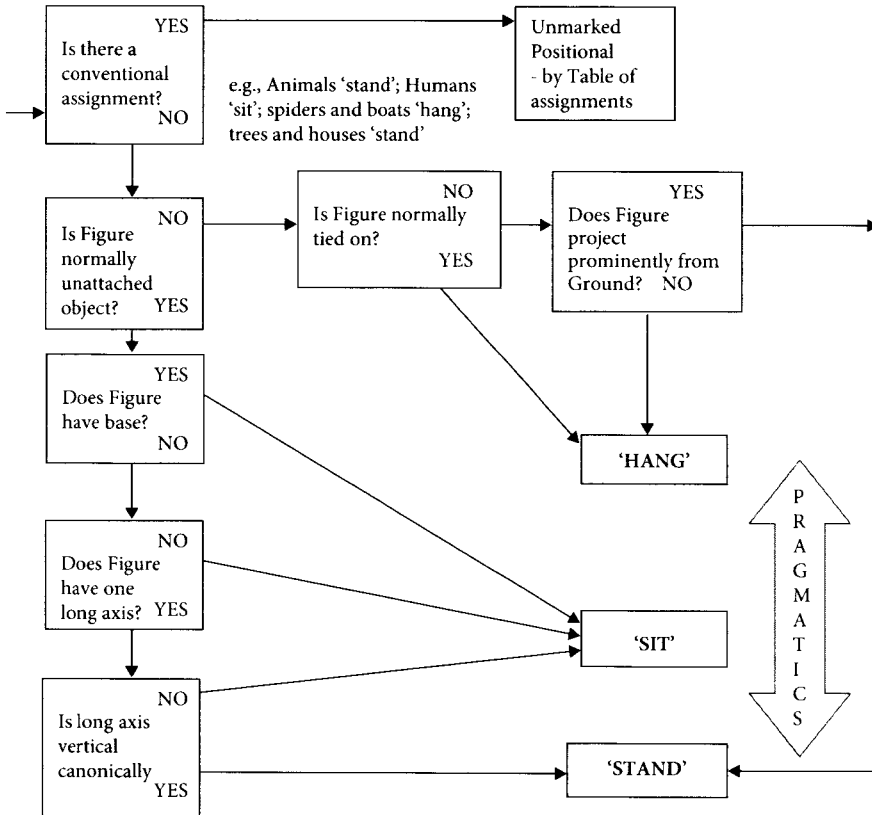 YES
Is there a
conventional
assignment?
NO
Unmarked
Positional
- by Table of
assignments
e.g., Animals ‘stand’; Humans
‘sit’; spiders and boats ‘hang’;
trees and houses ‘stand’
NO
Is Figure
normally
unattached
object?
YES
NO
Is Figure normally
tied on?
YES
YES
Does Figure
project
prominently from
Ground? NO
YES
Does Figure
have base?
NO
‘HANG’
NO
Does Figure
have one
long axis? YES
‘SIT’
NO
Is long axis
vertical
canonically
YES
‘STAND’
PRAGMATICS